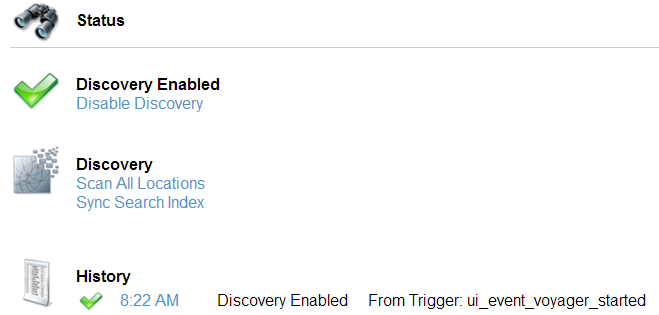 Status
Discovery Enabled
Disable Discovery
Discovery
Scan All Locations
Sync Search Index
History
8:22 AM Discovery Enabled From Trigger: ui_event_voyager_started